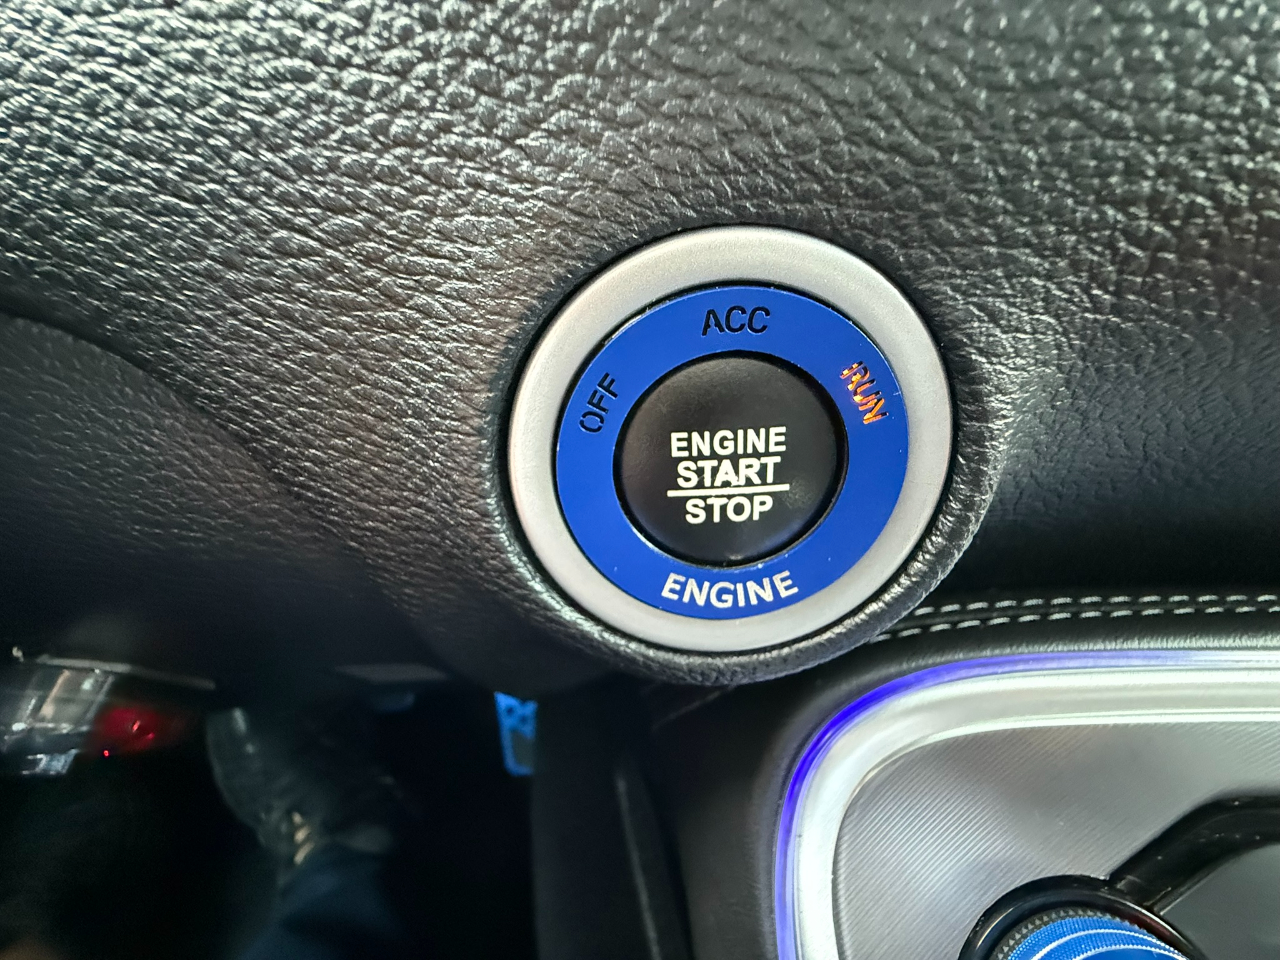 ACC
OFF
RUN
ENGINE
START
STOP
ENGINE